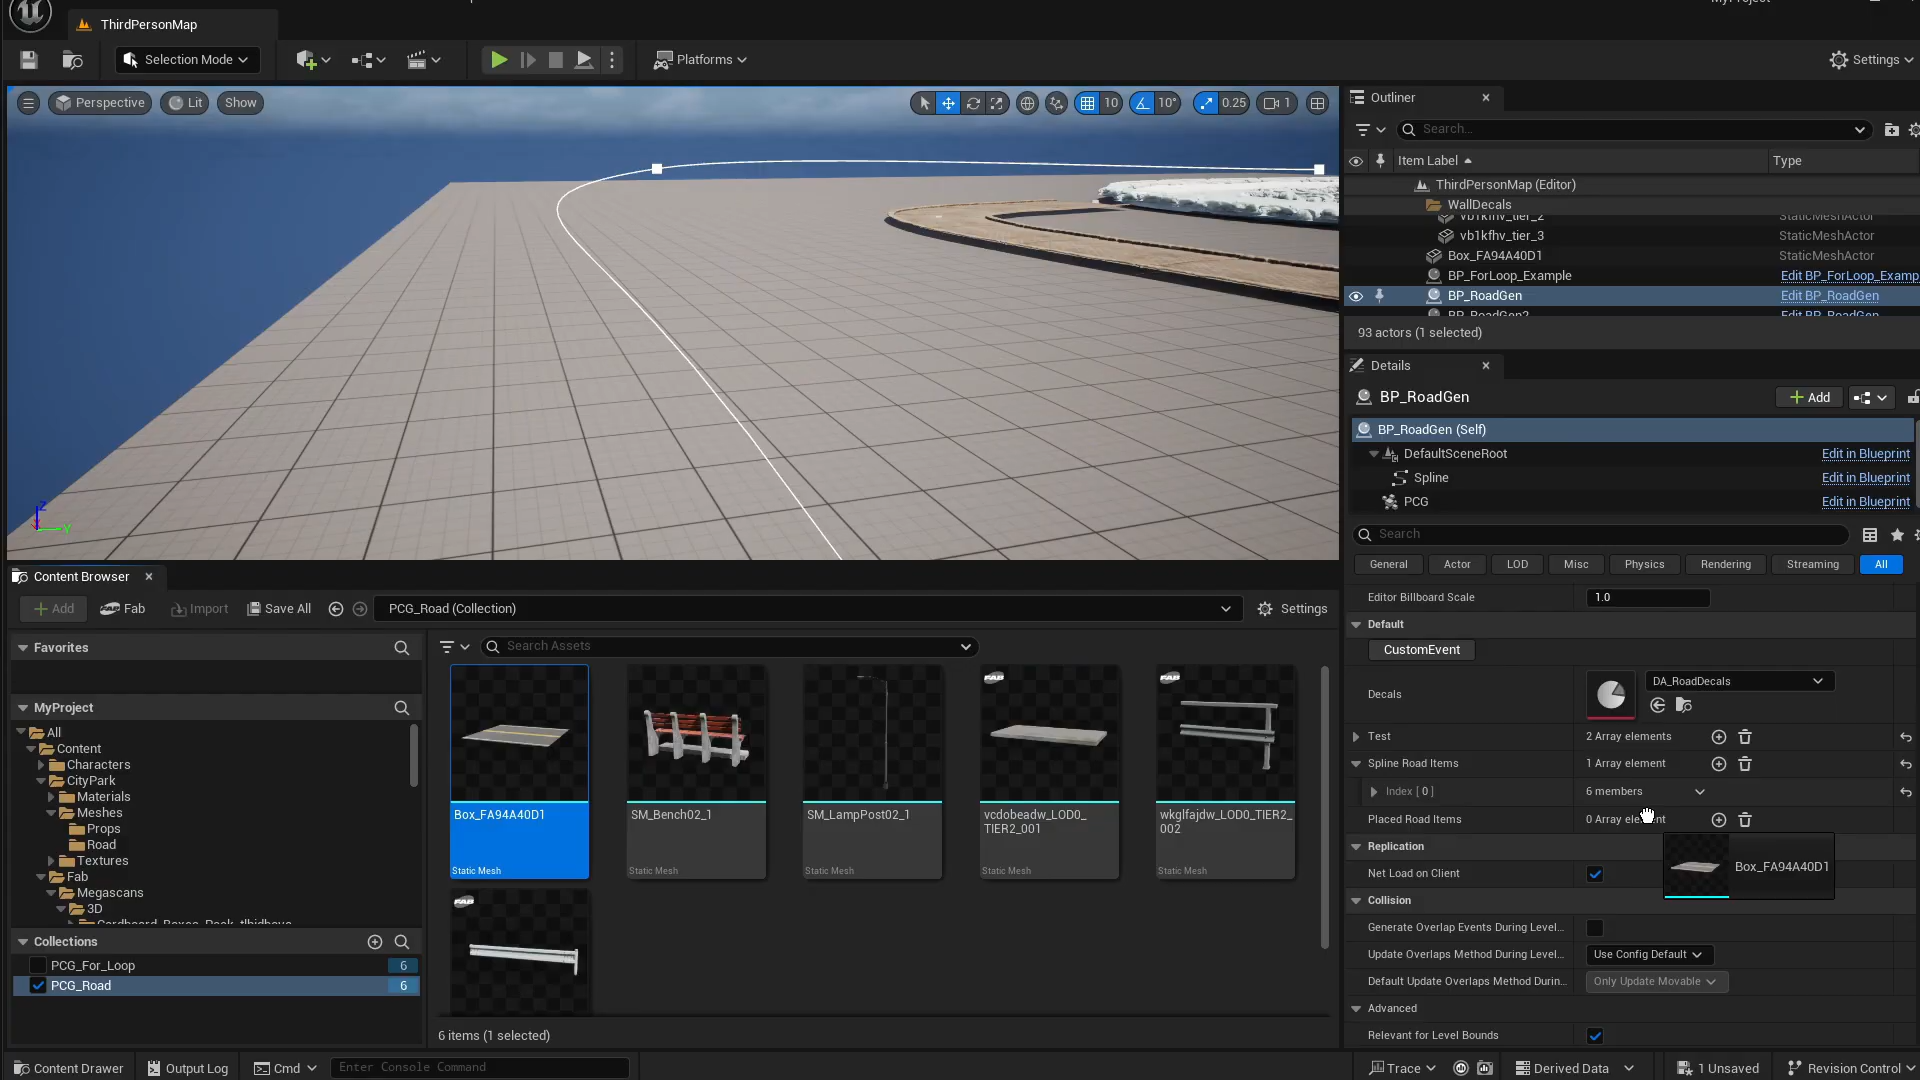 ThirdPersonMap
Selection Mode
Platforms
Settings
Perspective
Lit
Show
10
10°
0.25
1
Z
Y
Outliner
Search...
Item Label
Type
ThirdPersonMap (Editor)
WallDecals
vb1kfhv_tier_2
StaticMeshActor
vb1kfhv_tier_3
StaticMeshActor
Box_FA94A40D1
StaticMeshActor
BP_ForLoop_Example
Edit BP_ForLoop_Examp
BP_RoadGen
Edit BP_RoadGen
BP_RoadGen2
Edit BP_RoadGen
93 actors (1 selected)
Details
BP_RoadGen
Add
BP_RoadGen (Self)
DefaultSceneRoot
Edit in Blueprint
Spline
Edit in Blueprint
PCG
Edit in Blueprint
Search
General
Actor
LOD
Misc
Physics
Rendering
Streaming
All
Editor Billboard Scale
1.0
Default
CustomEvent
Decals
DA_RoadDecals
Test
2 Array elements
Spline Road Items
1 Array element
Index [ 0 ]
6 members
Placed Road Items
0 Array element
Replication
Box_FA94A40D1
Net Load on Client
Collision
Generate Overlap Events During Level...
Update Overlaps Method During Level...
Use Config Default
Default Update Overlaps Method Durin...
Only Update Movable
Advanced
Relevant for Level Bounds
Content Browser
Add
Fab
Import
Save All
PCG_Road (Collection)
Settings
Favorites
MyProject
All
Content
Characters
CityPark
Materials
Meshes
Props
Road
Textures
Fab
Megascans
3D
Collections
PCG_For_Loop
6
PCG_Road
6
Search Assets
Box_FA94A40D1
Static Mesh
SM_Bench02_1
Static Mesh
SM_LampPost02_1
Static Mesh
FAB
vcdobeadw_LOD0_
TIER2_001
Static Mesh
FAB
wkglfajdw_LOD0_TIER2_
002
Static Mesh
FAB
6 items (1 selected)
Content Drawer
Output Log
Cmd
Enter Console Command
Trace
Derived Data
1 Unsaved
Revision Control